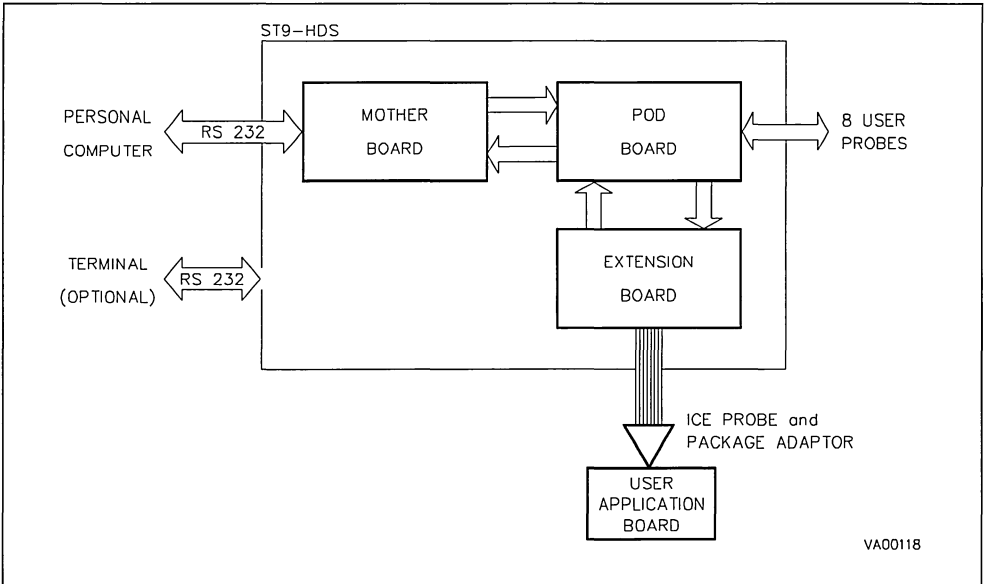 ST9-HDS
PERSONAL
COMPUTER
RS 232
MOTHER
BOARD
POD
BOARD
8 USER
PROBES
TERMINAL
(OPTIONAL)
RS 232
EXTENSION
BOARD
ICE PROBE and
PACKAGE ADAPTOR
USER
APPLICATION
BOARD
VA00118